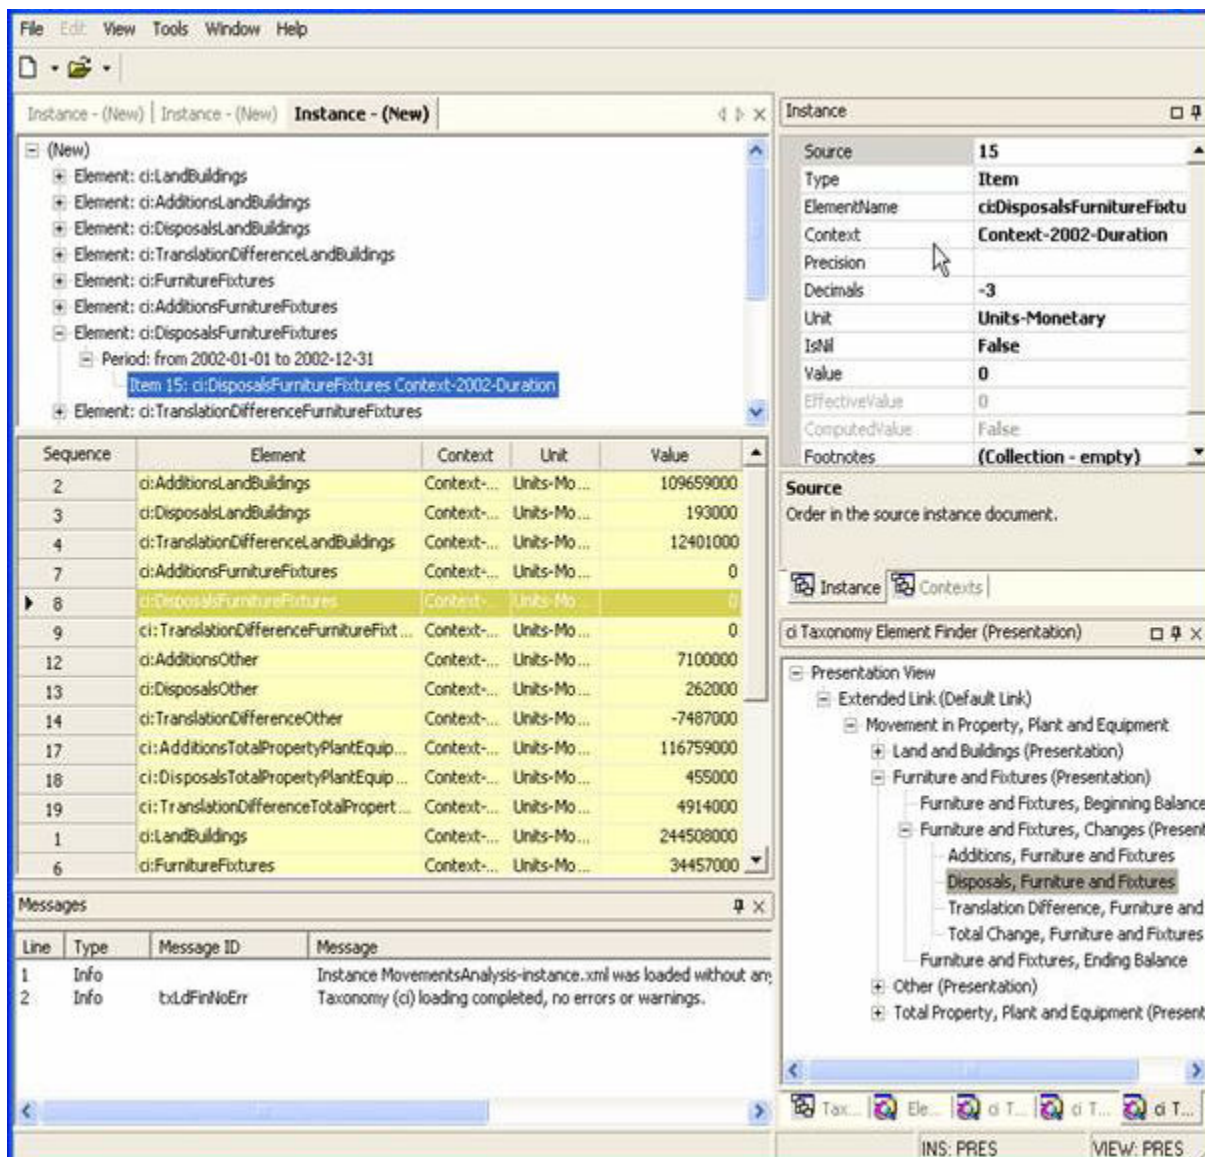 File Edit View Tools Window Help
Instance - (New) Instance - (New) Instance - (New)
(New)
Element: ci:LandBuildings
Element: ci:AdditionsLandBuildings
Element: ci:DisposalsLandBuildings
Element: ci:TranslationDifferenceLandBuildings
Element: ci:FurnitureFixtures
Element: ci:AdditionsFurnitureFixtures
Element: ci:DisposalsFurnitureFixtures
Period: from 2002-01-01 to 2002-12-31
Item 15: ci:DisposalsFurnitureFixtures Context-2002-Duration
Element: ci:TranslationDifferenceFurnitureFixtures
Sequence Element Context Unit Value
2 ci:AdditionsLandBuildings Context-... Units-Mo... 109659000
3 ci:DisposalsLandBuildings Context-... Units-Mo... 193000
4 ci:TranslationDifferenceLandBuildings Context-... Units-Mo... 12401000
7 ci:AdditionsFurnitureFixtures Context-... Units-Mo... 0
8 ci:DisposalsFurnitureFixtures Context-... Units-Mo... 0
9 ci:TranslationDifferenceFurnitureFixt... Context-... Units-Mo... 0
12 ci:AdditionsOther Context-... Units-Mo... 7100000
13 ci:DisposalsOther Context-... Units-Mo... 262000
14 ci:TranslationDifferenceOther Context-... Units-Mo... -7487000
17 ci:AdditionsTotalPropertyPlantEquip... Context-... Units-Mo... 116759000
18 ci:DisposalsTotalPropertyPlantEquip... Context-... Units-Mo... 455000
19 ci:TranslationDifferenceTotalPropert... Context-... Units-Mo... 4914000
1 ci:LandBuildings Context-... Units-Mo... 244508000
6 ci:FurnitureFixtures Context-... Units-Mo... 34457000
Messages
Line Type Message ID Message
1 Info Instance MovementsAnalysis-instance.xml was loaded without any
2 Info txLdFinNoErr Taxonomy (ci) loading completed, no errors or warnings.
Instance
Source 15
Type Item
ElementName ci:DisposalsFurnitureFixtu
Context Context-2002-Duration
Precision
Decimals -3
Unit Units-Monetary
IsNil False
Value 0
EffectiveValue 0
ComputedValue False
Footnotes (Collection - empty)
Source
Order in the source instance document.
Instance Contexts
ci Taxonomy Element Finder (Presentation)
Presentation View
Extended Link (Default Link)
Movement in Property, Plant and Equipment
Land and Buildings (Presentation)
Furniture and Fixtures (Presentation)
Furniture and Fixtures, Beginning Balance
Furniture and Fixtures, Changes (Present
Additions, Furniture and Fixtures
Disposals, Furniture and Fixtures
Translation Difference, Furniture and
Total Change, Furniture and Fixtures
Furniture and Fixtures, Ending Balance
Other (Presentation)
Total Property, Plant and Equipment (Present
Tax... Ele... ci T... ci T... ci T...
INS: PRES VIEW: PRES